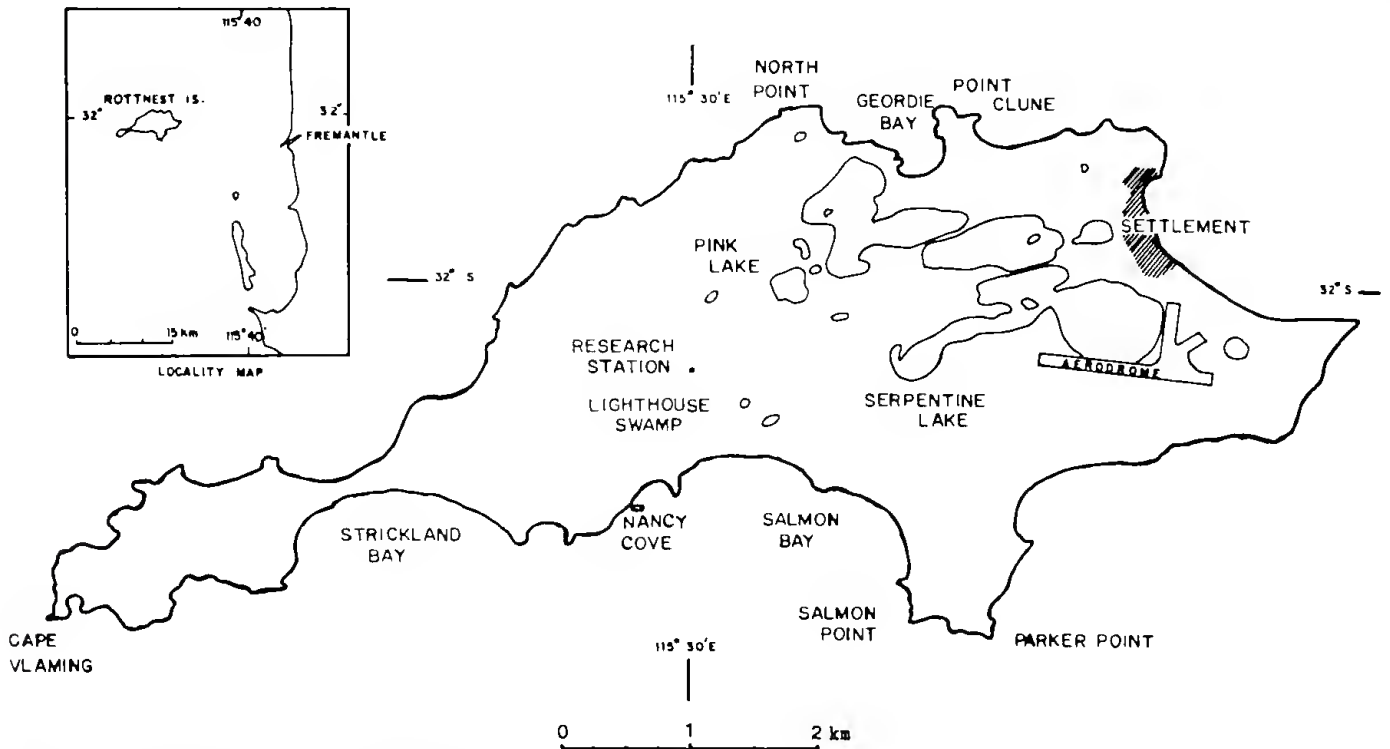 115°40
ROTTNEST IS.
32°
32°
FREMANTLE
0 15 km
115°40'
LOCALITY MAP
115° 30'E
NORTH
POINT
GEORDIE
BAY
POINT
CLUNE
SETTLEMENT
PINK
LAKE
32° S
32° S
RESEARCH
STATION
AERODROME
LIGHTHOUSE
SWAMP
SERPENTINE
LAKE
STRICKLAND
BAY
NANCY
COVE
SALMON
BAY
SALMON
POINT
PARKER POINT
CAPE
VLAMING
115° 30'E
0 1 2 km